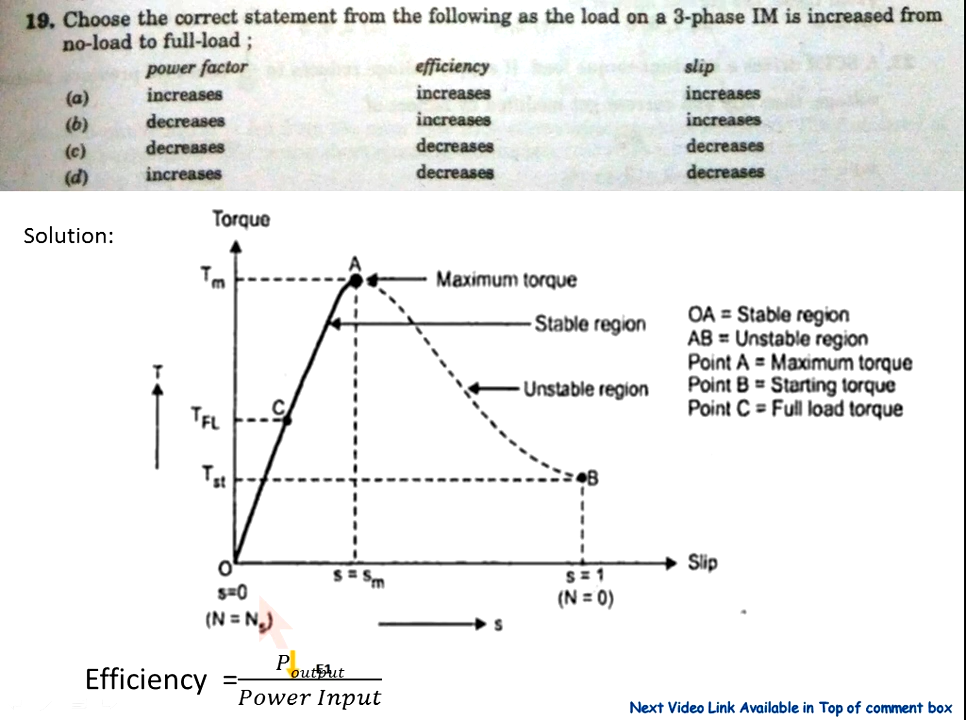 19. Choose the correct statement from the following as the load on a 3-phase IM is increased from
no-load to full-load ;
power factor efficiency slip
(a) increases increases increases
(b) decreases increases increases
(c) decreases decreases decreases
(d) increases decreases decreases
Solution:
Torque
Tm
A
Maximum torque
Stable region
OA = Stable region
AB = Unstable region
Point A = Maximum torque
Point B = Starting torque
Point C = Full load torque
T
Unstable region
TFL
C
Tst
B
O
Slip
s=0
s = sm
s = 1
(N = Ns)
(N = 0)
s
Efficiency = Poutput
Power Input
E1
Next Video Link Available in Top of comment box